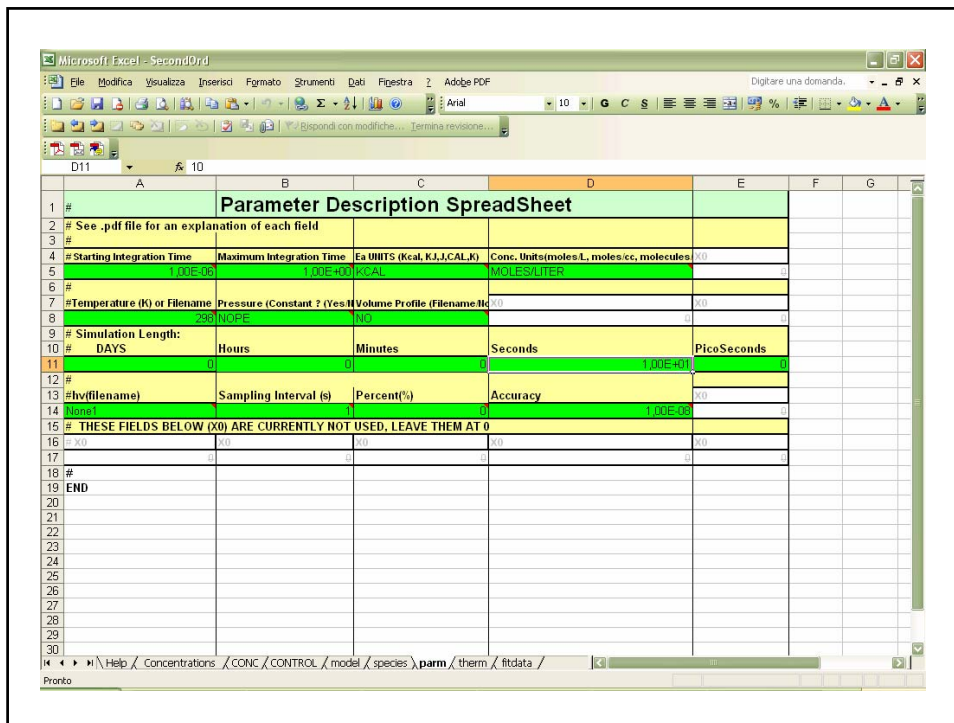 Microsoft Excel - SecondOrd
File Modifica Visualizza Inserisci Formato Strumenti Dati Finestra ? Adobe PDF Digitare una domanda.
Arial 10 G C S
Rispondi con modifiche... Termina revisione...
D11 fx 10
A B C D E F G
1 # Parameter Description SpreadSheet
2 # See .pdf file for an explanation of each field
3 #
4 # Starting Integration Time Maximum Integration Time Ea UNITS (Kcal, KJ,J,CAL,K) Conc. Units(moles/L, moles/cc, molecules X0
5 1,00E-06 1,00E+00 KCAL MOLES/LITER 0
6 #
7 #Temperature (K) or Filename Pressure (Constant ? (Yes/N Volume Profile (Filename/No X0 X0
8 298 NOPE NO 0 0
9 # Simulation Length:
10 # DAYS Hours Minutes Seconds PicoSeconds
11 0 0 0 1,00E+01 0
12 #
13 #hv(filename) Sampling Interval (s) Percent(%) Accuracy X0
14 None1 1 0 1,00E-08 0
15 # THESE FIELDS BELOW (X0) ARE CURRENTLY NOT USED, LEAVE THEM AT 0
16 # X0 X0 X0 X0 X0
17 0 0 0 0 0
18 #
19 END
20
21
22
23
24
25
26
27
28
29
30
Help / Concentrations / CONC / CONTROL / model / species \ parm / therm / fitdata /
Pronto